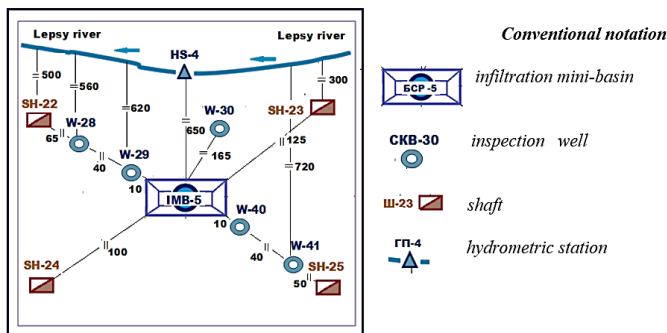 Lepsy river
Lepsy river
HS-4
500
560
620
300
SH-22
W-28
W-30
SH-23
65
W-29
650
165
125
40
720
10
IMB-5
10
W-40
W-41
SH-24
100
40
SH-25
50
Conventional notation
БСР-5
infiltration mini-basin
СКВ-30
inspection well
Ш-23
shaft
ГП-4
hydrometric station